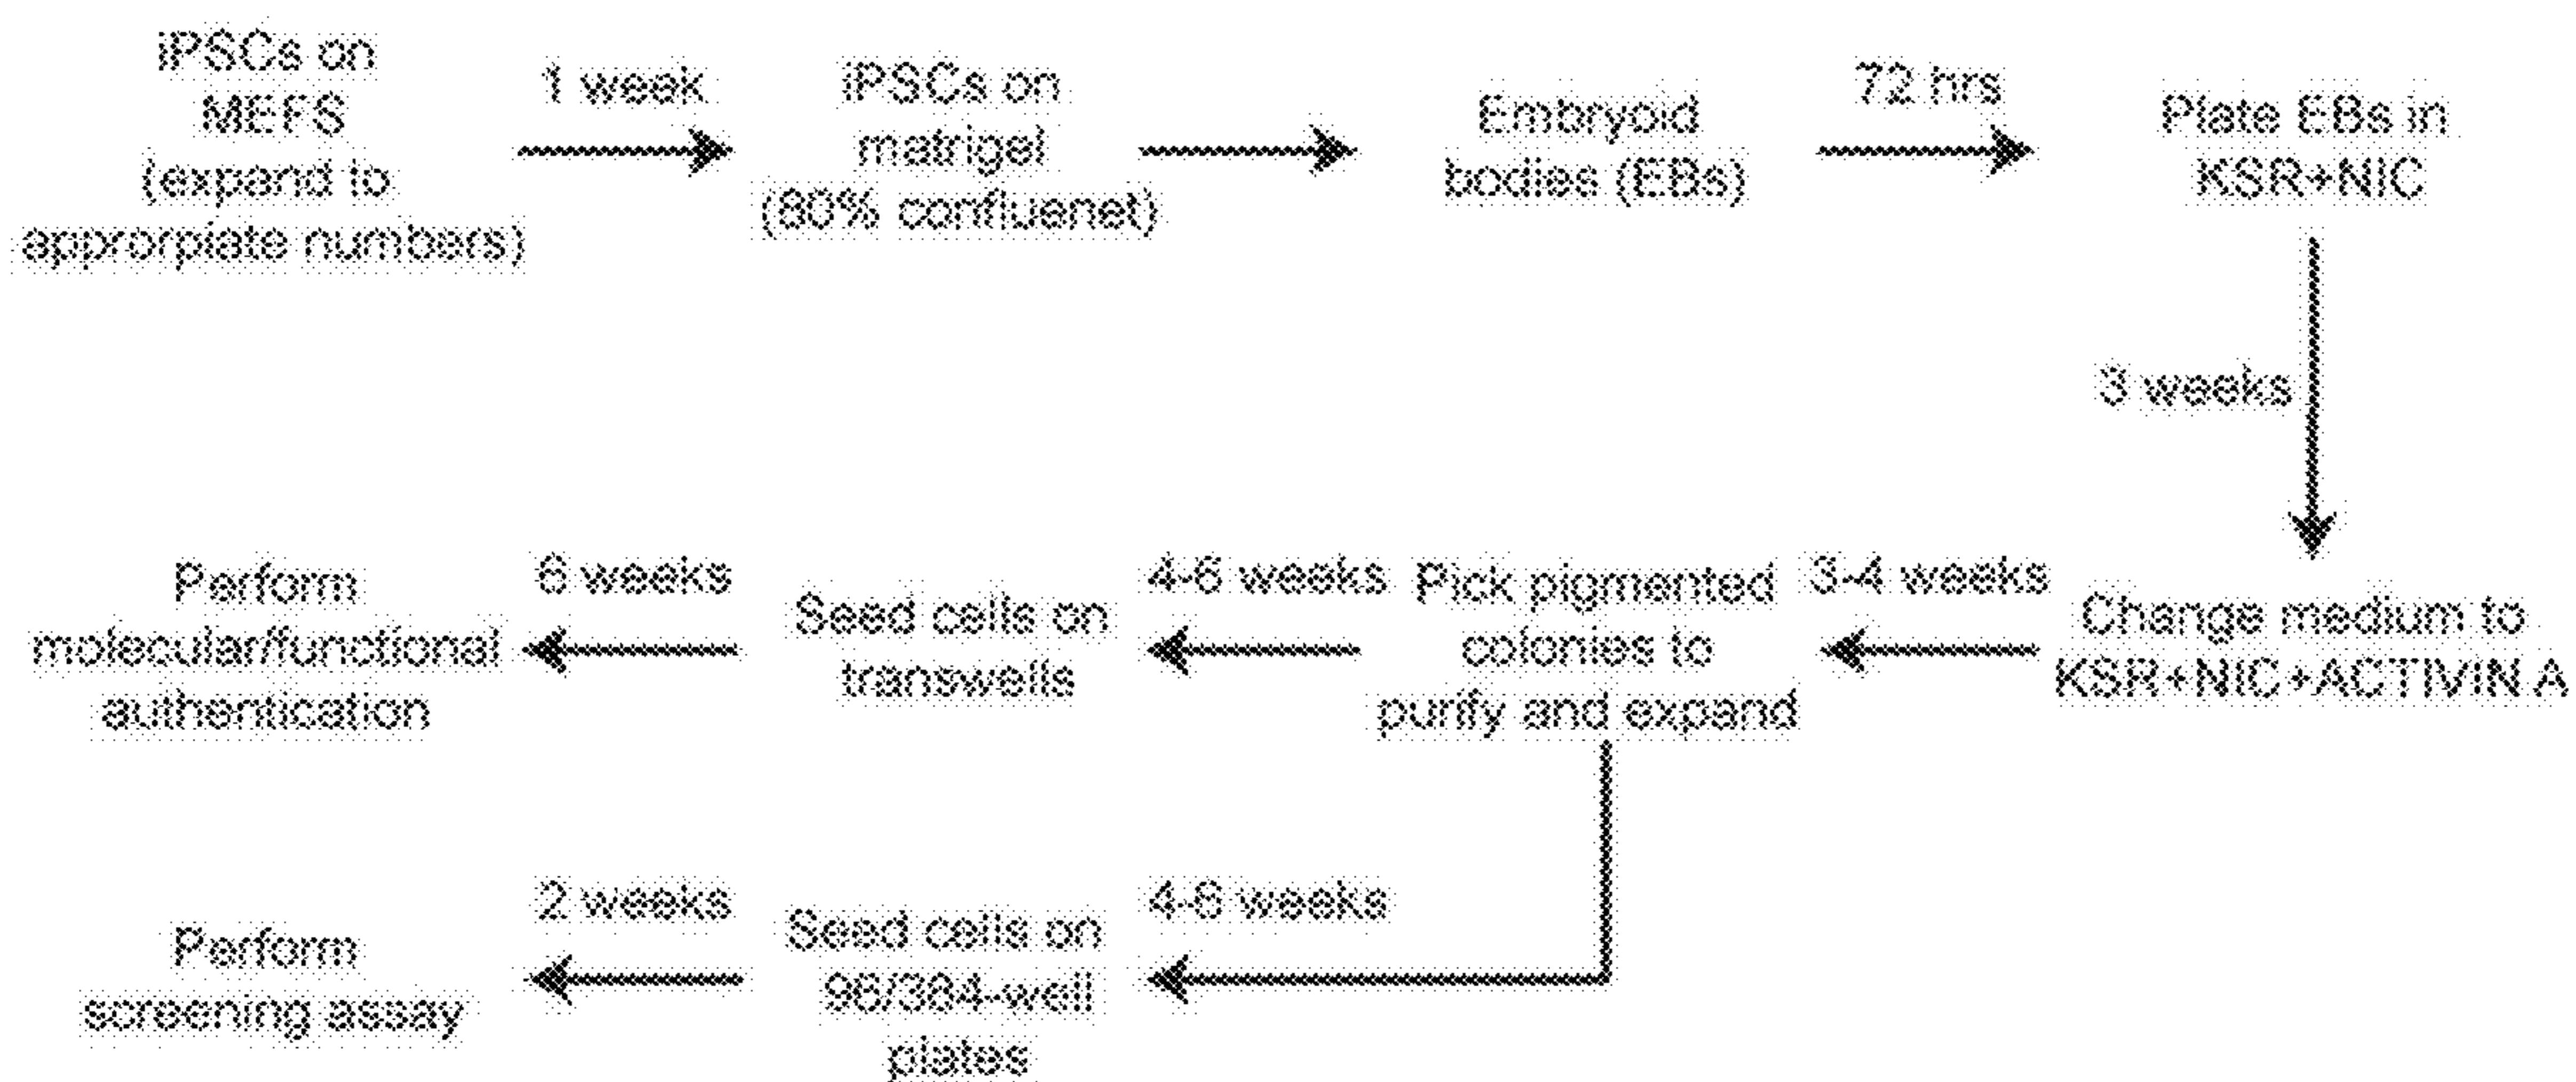 iPSCs on
MEFS
(expand to
approrpiate numbers)
1 week
iPSCs on
matrigel
(80% confluenet)
Embryoid
bodies (EBs)
72 hrs
Plate EBs in
KSR+NIC
3 weeks
Change medium to
KSR+NIC+ACTIVIN A
3-4 weeks
Pick pigmented
colonies to
purify and expand
4-6 weeks
Seed cells on
transwells
6 weeks
Perform
molecular/functional
authentication
4-6 weeks
Seed cells on
96/384-well
plates
2 weeks
Perform
screening assay